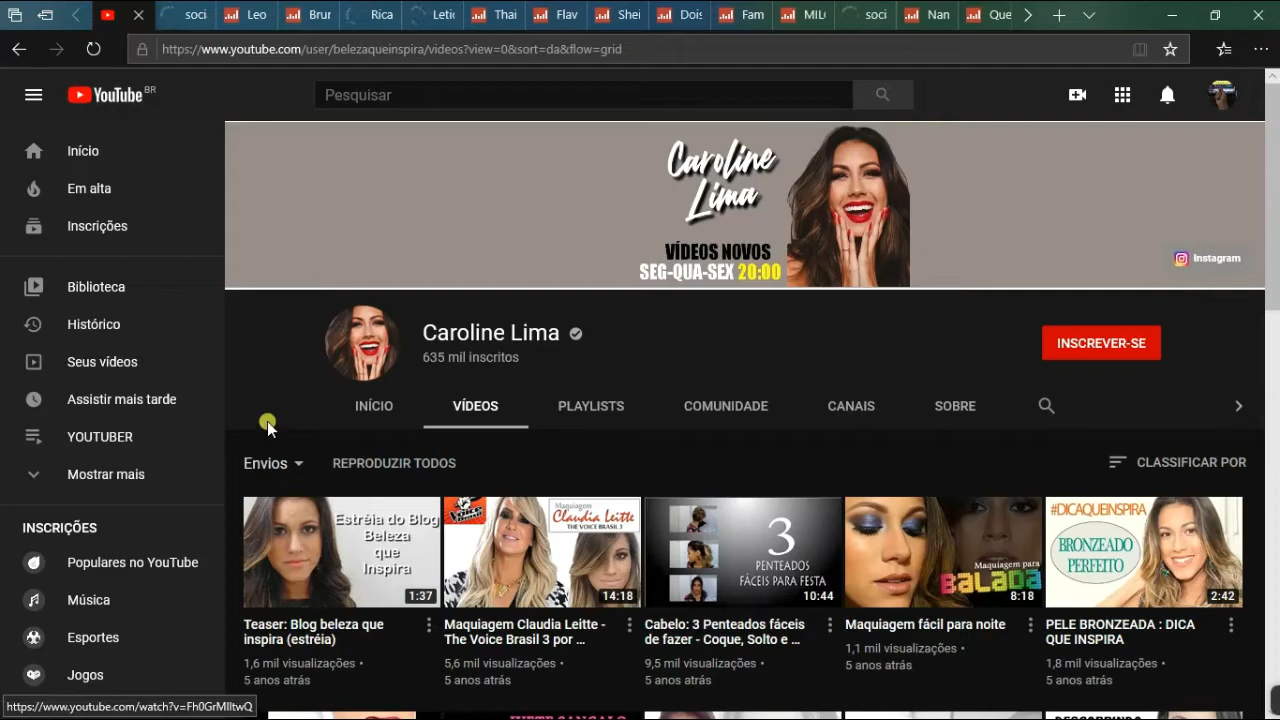 soci
Leo
Brur
Rica
Letic
Thai
Flav
Shei
Dois
Fam
MIL
soci
Nan
Que
https://www.youtube.com/user/belezaqueinspira/videos?view=0&sort=da&flow=grid
YouTube BR
Pesquisar
Início
Em alta
Inscrições
Biblioteca
Histórico
Seus vídeos
Assistir mais tarde
YOUTUBER
Mostrar mais
INSCRIÇÕES
Populares no YouTube
Música
Esportes
Jogos
Caroline
Lima
VÍDEOS NOVOS
SEG-QUA-SEX 20:00
Instagram
Caroline Lima
635 mil inscritos
INSCREVER-SE
INÍCIO
VÍDEOS
PLAYLISTS
COMUNIDADE
CANAIS
SOBRE
Envios
REPRODUZIR TODOS
CLASSIFICAR POR
Estréia do Blog
Beleza
que
Inspira
1:37
Teaser: Blog beleza que
inspira (estréia)
1,6 mil visualizações •
5 anos atrás
Maquiagem
Claudia Leitte
THE VOICE BRASIL 3
14:18
Maquiagem Claudia Leitte -
The Voice Brasil 3 por ...
5,6 mil visualizações •
5 anos atrás
3
PENTEADOS
FÁCEIS PARA FESTA
10:44
Cabelo: 3 Penteados fáceis
de fazer - Coque, Solto e ...
9,5 mil visualizações •
5 anos atrás
Maquiagem para
BALADA
8:18
Maquiagem fácil para noite
1,1 mil visualizações •
5 anos atrás
#DICAQUEINSPIRA
BRONZEADO
PERFEITO
2:42
PELE BRONZEADA : DICA
QUE INSPIRA
1,8 mil visualizações •
5 anos atrás
https://www.youtube.com/watch?v=Fh0GrMIltwQ